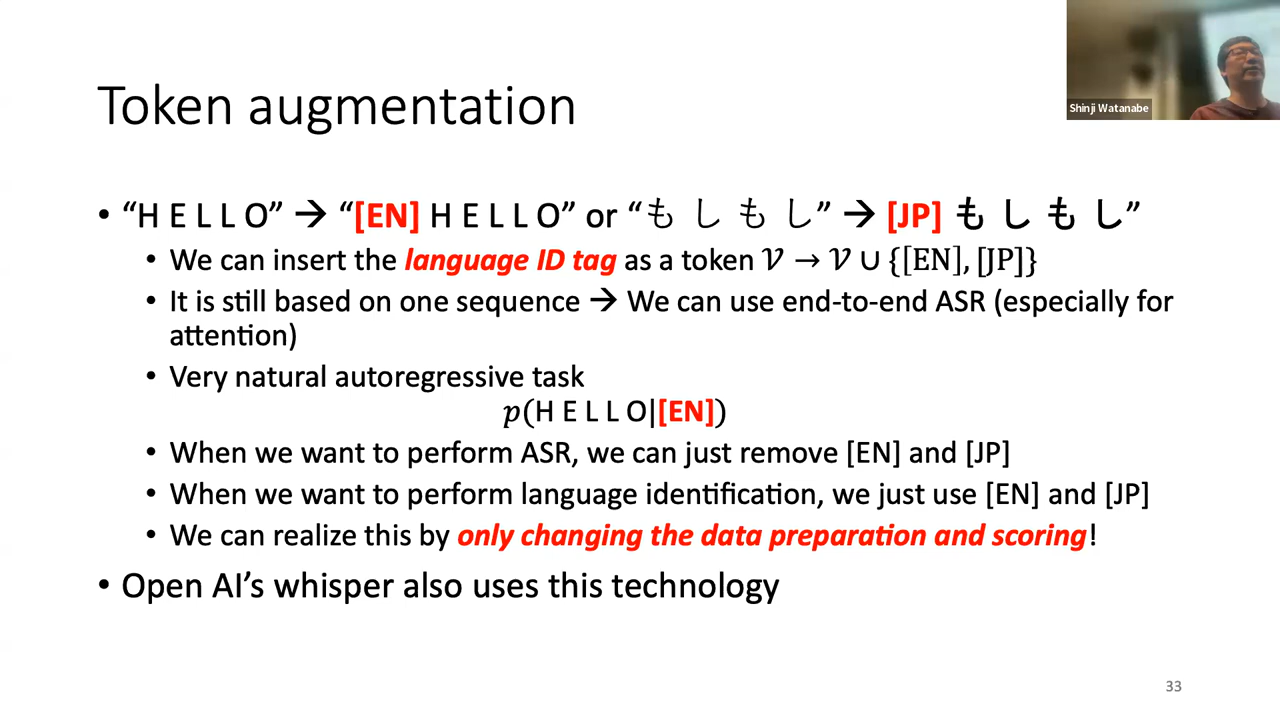 Shinji Watanabe
Token augmentation
• “H E L L O” → “[EN] H E L L O” or “も し も し” → [JP] も し も し”
• We can insert the language ID tag as a token 𝒱 → 𝒱 ∪ {[EN], [JP]}
• It is still based on one sequence → We can use end-to-end ASR (especially for
attention)
• Very natural autoregressive task
p(H E L L O|[EN])
• When we want to perform ASR, we can just remove [EN] and [JP]
• When we want to perform language identification, we just use [EN] and [JP]
• We can realize this by only changing the data preparation and scoring!
• Open AI’s whisper also uses this technology
33